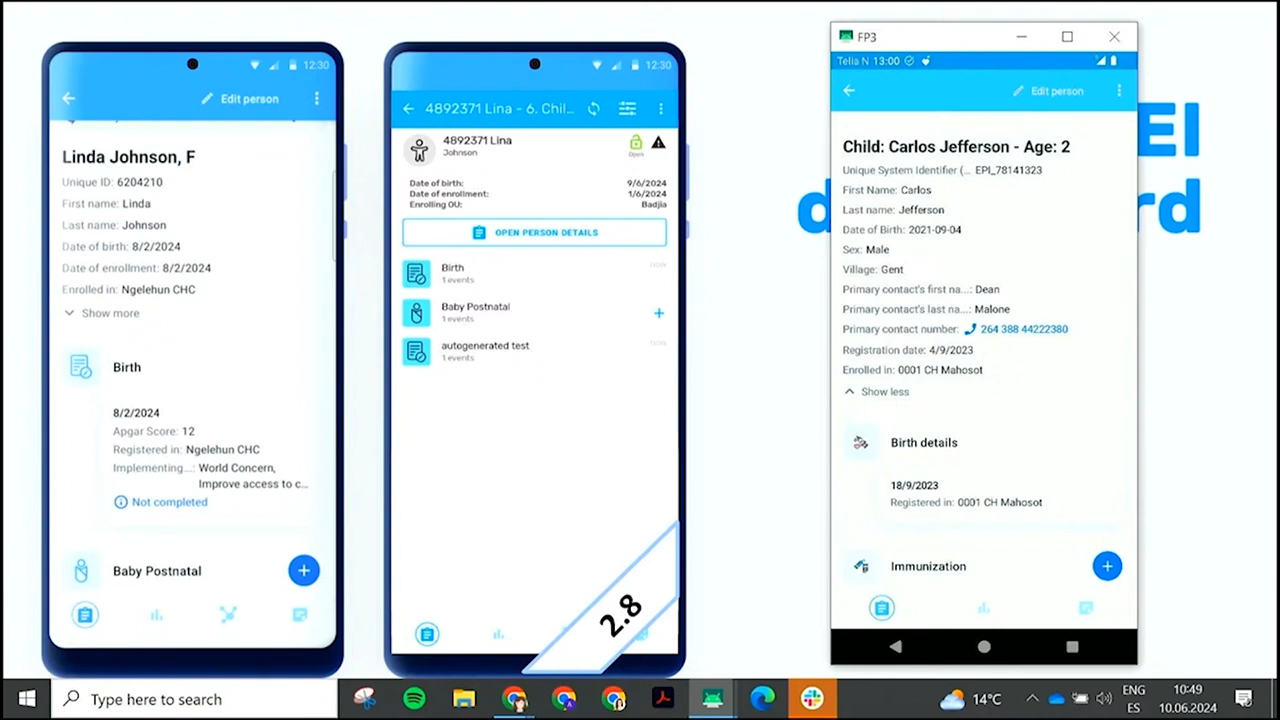 12:30
Edit person
Linda Johnson, F
Unique ID: 6204210
First name: Linda
Last name: Johnson
Date of birth: 8/2/2024
Date of enrollment: 8/2/2024
Enrolled in: Ngelehun CHC
Show more
Birth
8/2/2024
Apgar Score: 12
Registered in: Ngelehun CHC
Implementing...: World Concern,
Improve access to c...
Not completed
Baby Postnatal
12:30
4892371 Lina - 6. Chil...
4892371 Lina
Johnson
Open
Date of birth: 9/6/2024
Date of enrollment: 1/6/2024
Enrolling OU: Badjia
OPEN PERSON DETAILS
Birth
now
1 events
Baby Postnatal
1 events
autogenerated test
now
1 events
2.8
FP3
Telia N 13:00
Edit person
Child: Carlos Jefferson - Age: 2
Unique System Identifier (... EPI_78141323
First Name: Carlos
Last name: Jefferson
Date of Birth: 2021-09-04
Sex: Male
Village: Gent
Primary contact's first na...: Dean
Primary contact's last na...: Malone
Primary contact number: 264 388 44222380
Registration date: 4/9/2023
Enrolled in: 0001 CH Mahosot
Show less
Birth details
18/9/2023
Registered in: 0001 CH Mahosot
Immunization
EI
d rd
Type here to search
14°C
ENG
ES
10:49
10.06.2024